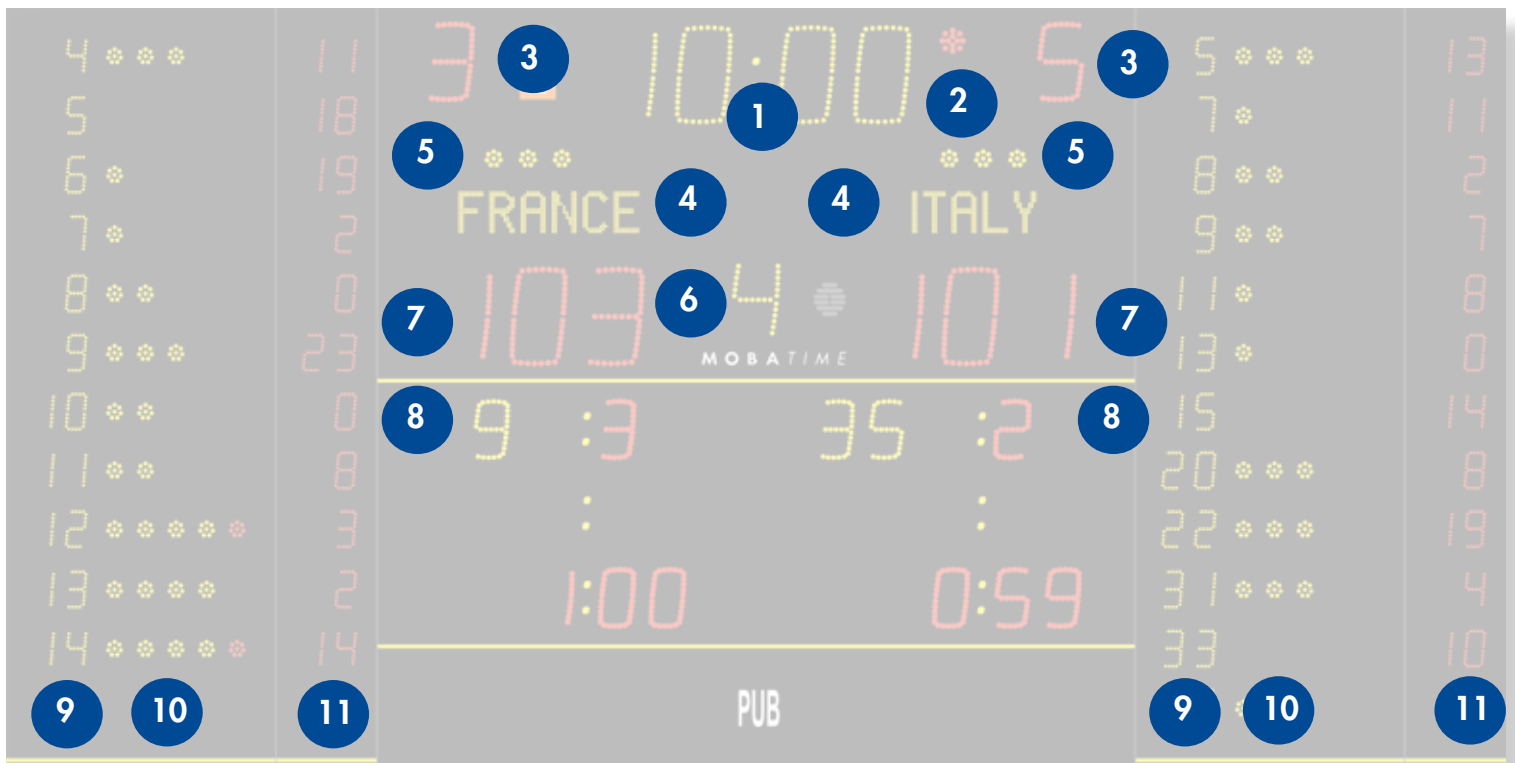 4 11 3 3 10:00 2 5 3 5 13
5 18 1 7 11
6 19 5 5 8 2
FRANCE 4 4 ITALY
7 2 9 7
8 0 7 103 6 4 101 7 11 8
9 23 MOBATIME 13 0
10 0 8 9 :3 35 :2 8 15 14
11 8 20 8
12 3 : : 22 19
13 2 1:00 0:59 31 4
14 14 33 10
9 10 11 PUB 9 10 11